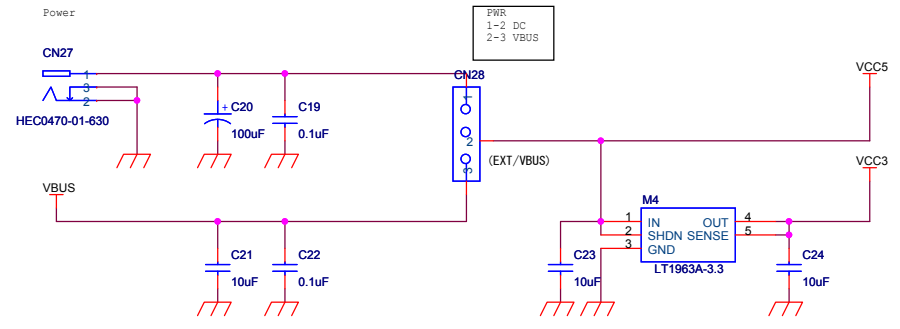 Power
PWR
1-2 DC
2-3 VBUS
CN27
1
3
2
HEC0470-01-630
+ C20
100uF
C19
0.1uF
CN28
1
2
3
(EXT/VBUS)
VCC5
VCC3
VBUS
C21
10uF
C22
0.1uF
C23
10uF
M4
1 IN OUT 4
2 SHDN SENSE 5
3 GND
LT1963A-3.3
C24
10uF